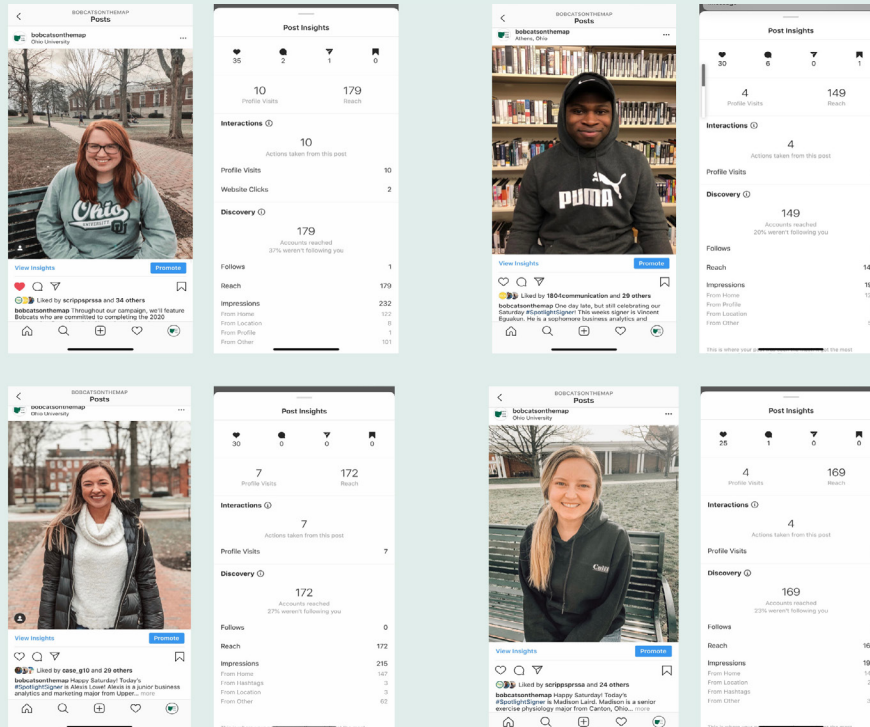 BOBCATSONTHEMAP
Posts
bobcatsonthemap
Ohio University
Ohio
UNIVERSITY
OU
View Insights
Promote
Liked by scrippsprssa and 34 others
bobcatsonthemap Throughout our campaign, we'll feature
Bobcats who are committed to completing the 2020
Post Insights
35 2 1 0
10 179
Profile Visits Reach
Interactions
10
Actions taken from this post
Profile Visits 10
Website Clicks 2
Discovery
179
Accounts reached
37% weren't following you
Follows 1
Reach 179
Impressions 232
From Home 122
From Location 8
From Profile 1
From Other 101
BOBCATSONTHEMAP
Posts
bobcatsonthemap
Athens, Ohio
PUMA
View Insights
Promote
Liked by 1804communication and 29 others
bobcatsonthemap One day late, but still celebrating our
Saturday #SpotlightSigner! This weeks signer is Vincent
Eguakun. He is a sophomore business analytics and
Post Insights
30 6 0 1
4 149
Profile Visits Reach
Interactions
4
Actions taken from this post
Profile Visits
Discovery
149
Accounts reached
20% weren't following you
Follows
Reach 14
Impressions 19
From Home
From Profile
From Location
From Other
BOBCATSONTHEMAP
Posts
bobcatsonthemap
Ohio University
View Insights
Promote
Liked by case_g10 and 29 others
bobcatsonthemap Happy Saturday! Today's
#SpotlightSigner is Alexis Lowe! Alexis is a junior business
analytics and marketing major from Upper... more
Post Insights
30 0 0 0
7 172
Profile Visits Reach
Interactions
7
Actions taken from this post
Profile Visits 7
Discovery
172
Accounts reached
27% weren't following you
Follows 0
Reach 172
Impressions 215
From Home 147
From Hashtags 3
From Location 3
From Other 62
BOBCATSONTHEMAP
Posts
bobcatsonthemap
Ohio University
View Insights
Promote
Liked by scrippsprssa and 24 others
bobcatsonthemap Happy Saturday! Today's
#SpotlightSigner is Madison Laird. Madison is a senior
exercise physiology major from Canton, Ohio... more
Post Insights
25 1 0 0
4 169
Profile Visits Reach
Interactions
4
Actions taken from this post
Profile Visits
Discovery
169
Accounts reached
23% weren't following you
Follows
Reach 16
Impressions 19
From Home
From Location
From Hashtags
From Other